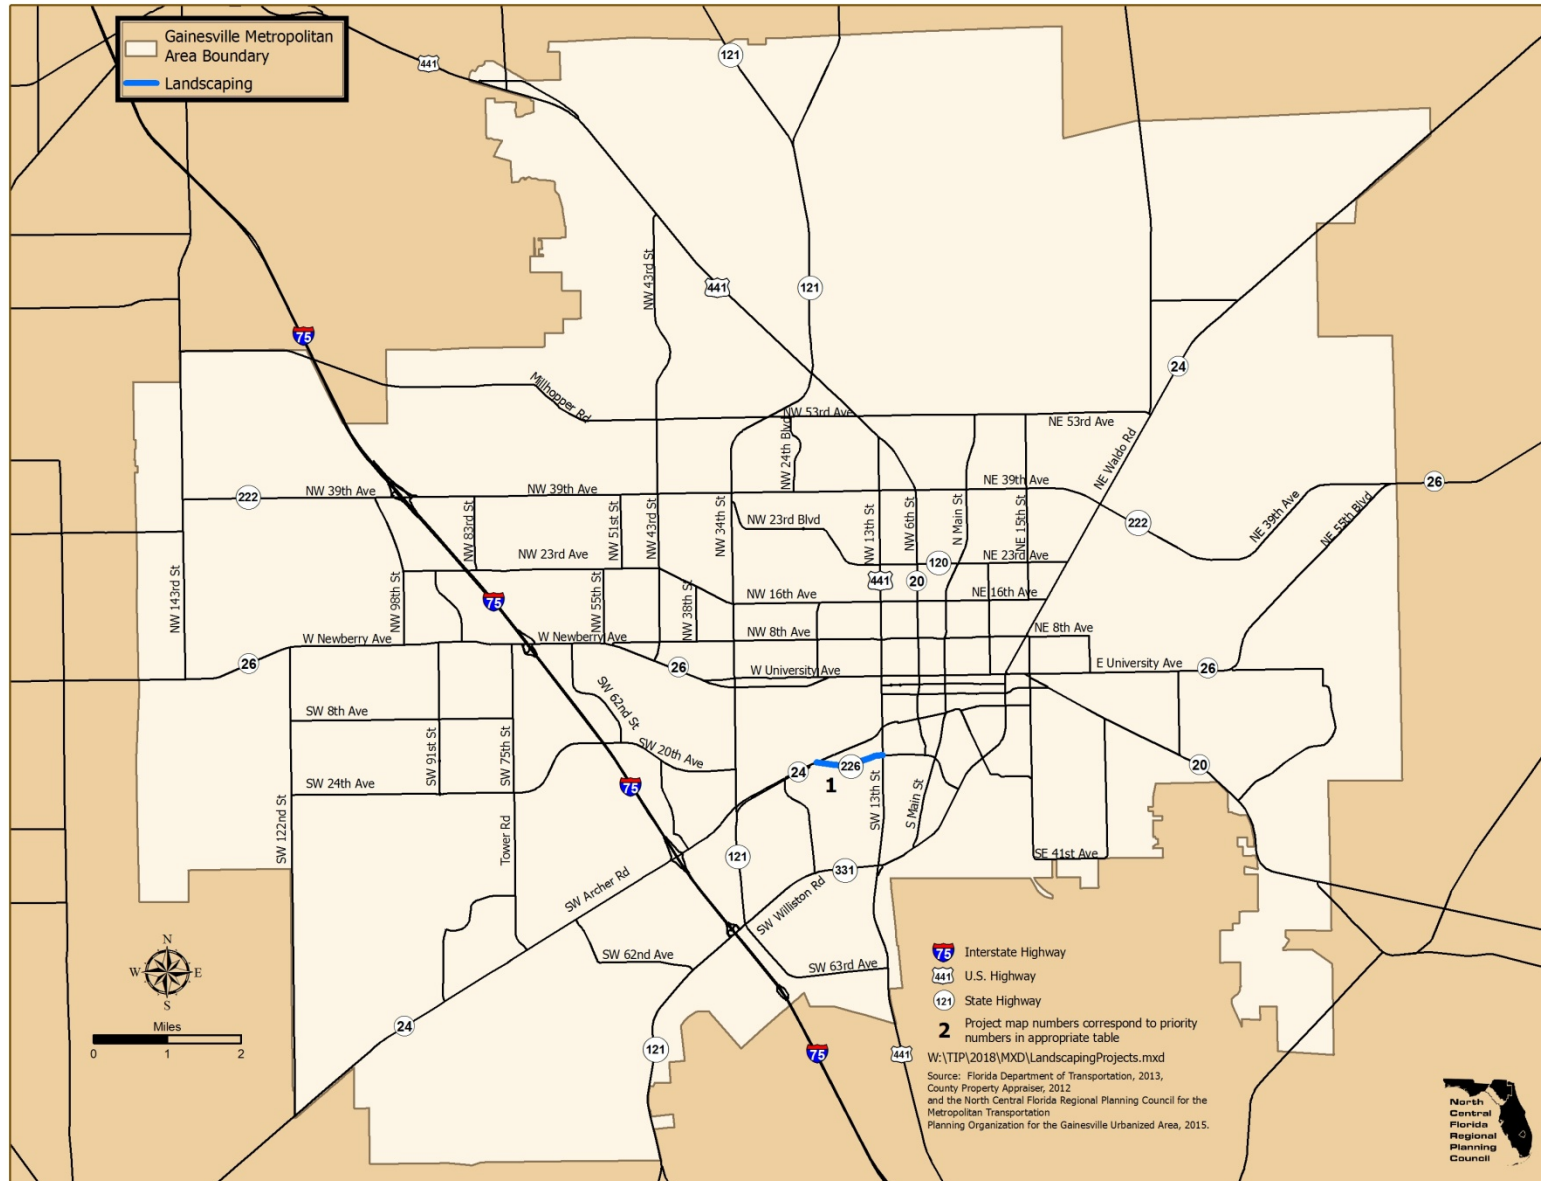 Gainesville Metropolitan
Area Boundary
Landscaping
441
121
NW 43rd St
441
121
75
24
Millhopper Rd
NW 53rd Ave
NE 53rd Ave
NW 24th Blvd
NE Waldo Rd
222
NW 39th Ave
NW 39th Ave
NE 39th Ave
26
NE 39th Ave
NE 55th Blvd
222
NW 83rd St
NW 51st St
NW 43rd St
NW 34th St
NW 23rd Blvd
NW 13th St
NW 6th St
N Main St
NE 15th St
NW 143rd St
NW 98th St
NW 23rd Ave
NE 23rd Ave
120
441
20
75
NW 55th St
NW 38th St
NW 16th Ave
NE 16th Ave
W Newberry Ave
W Newberry Ave
NW 8th Ave
NE 8th Ave
26
26
W University Ave
E University Ave
26
SW 62nd St
SW 8th Ave
SW 91st St
SW 75th St
SW 20th Ave
SW 24th Ave
75
24
226
1
20
SW 122nd St
Tower Rd
SW 13th St
S Main St
121
331
SE 41st Ave
SW Archer Rd
SW Williston Rd
SW 62nd Ave
SW 63rd Ave
N
W
E
S
Miles
0
1
2
24
121
75
441
75
Interstate Highway
441
U.S. Highway
121
State Highway
2
Project map numbers correspond to priority
numbers in appropriate table
W:\TIP\2018\MXD\LandscapingProjects.mxd
Source: Florida Department of Transportation, 2013,
County Property Appraiser, 2012
and the North Central Florida Regional Planning Council for the
Metropolitan Transportation
Planning Organization for the Gainesville Urbanized Area, 2015.
North
Central
Florida
Regional
Planning
Council